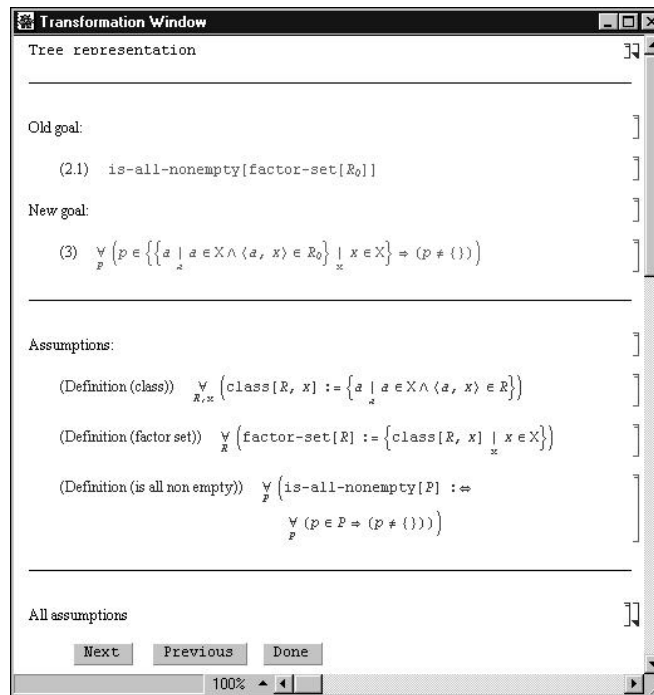 Transformation Window
Tree representation
Old goal:
(2.1) is-all-nonempty[factor-set[R₀]]
New goal:
(3) ∀ (p ∈ {{a | a ∈ X ∧ ⟨a, x⟩ ∈ R₀} | x ∈ X} ⇒ (p ≠ {}))
p a x
Assumptions:
(Definition (class)) ∀ (class[R, x] := {a | a ∈ X ∧ ⟨a, x⟩ ∈ R})
R,x a
(Definition (factor set)) ∀ (factor-set[R] := {class[R, x] | x ∈ X})
R x
(Definition (is all non empty)) ∀ (is-all-nonempty[P] :⇔
P
∀ (p ∈ P ⇒ (p ≠ {})))
p
All assumptions
Next Previous Done
100%